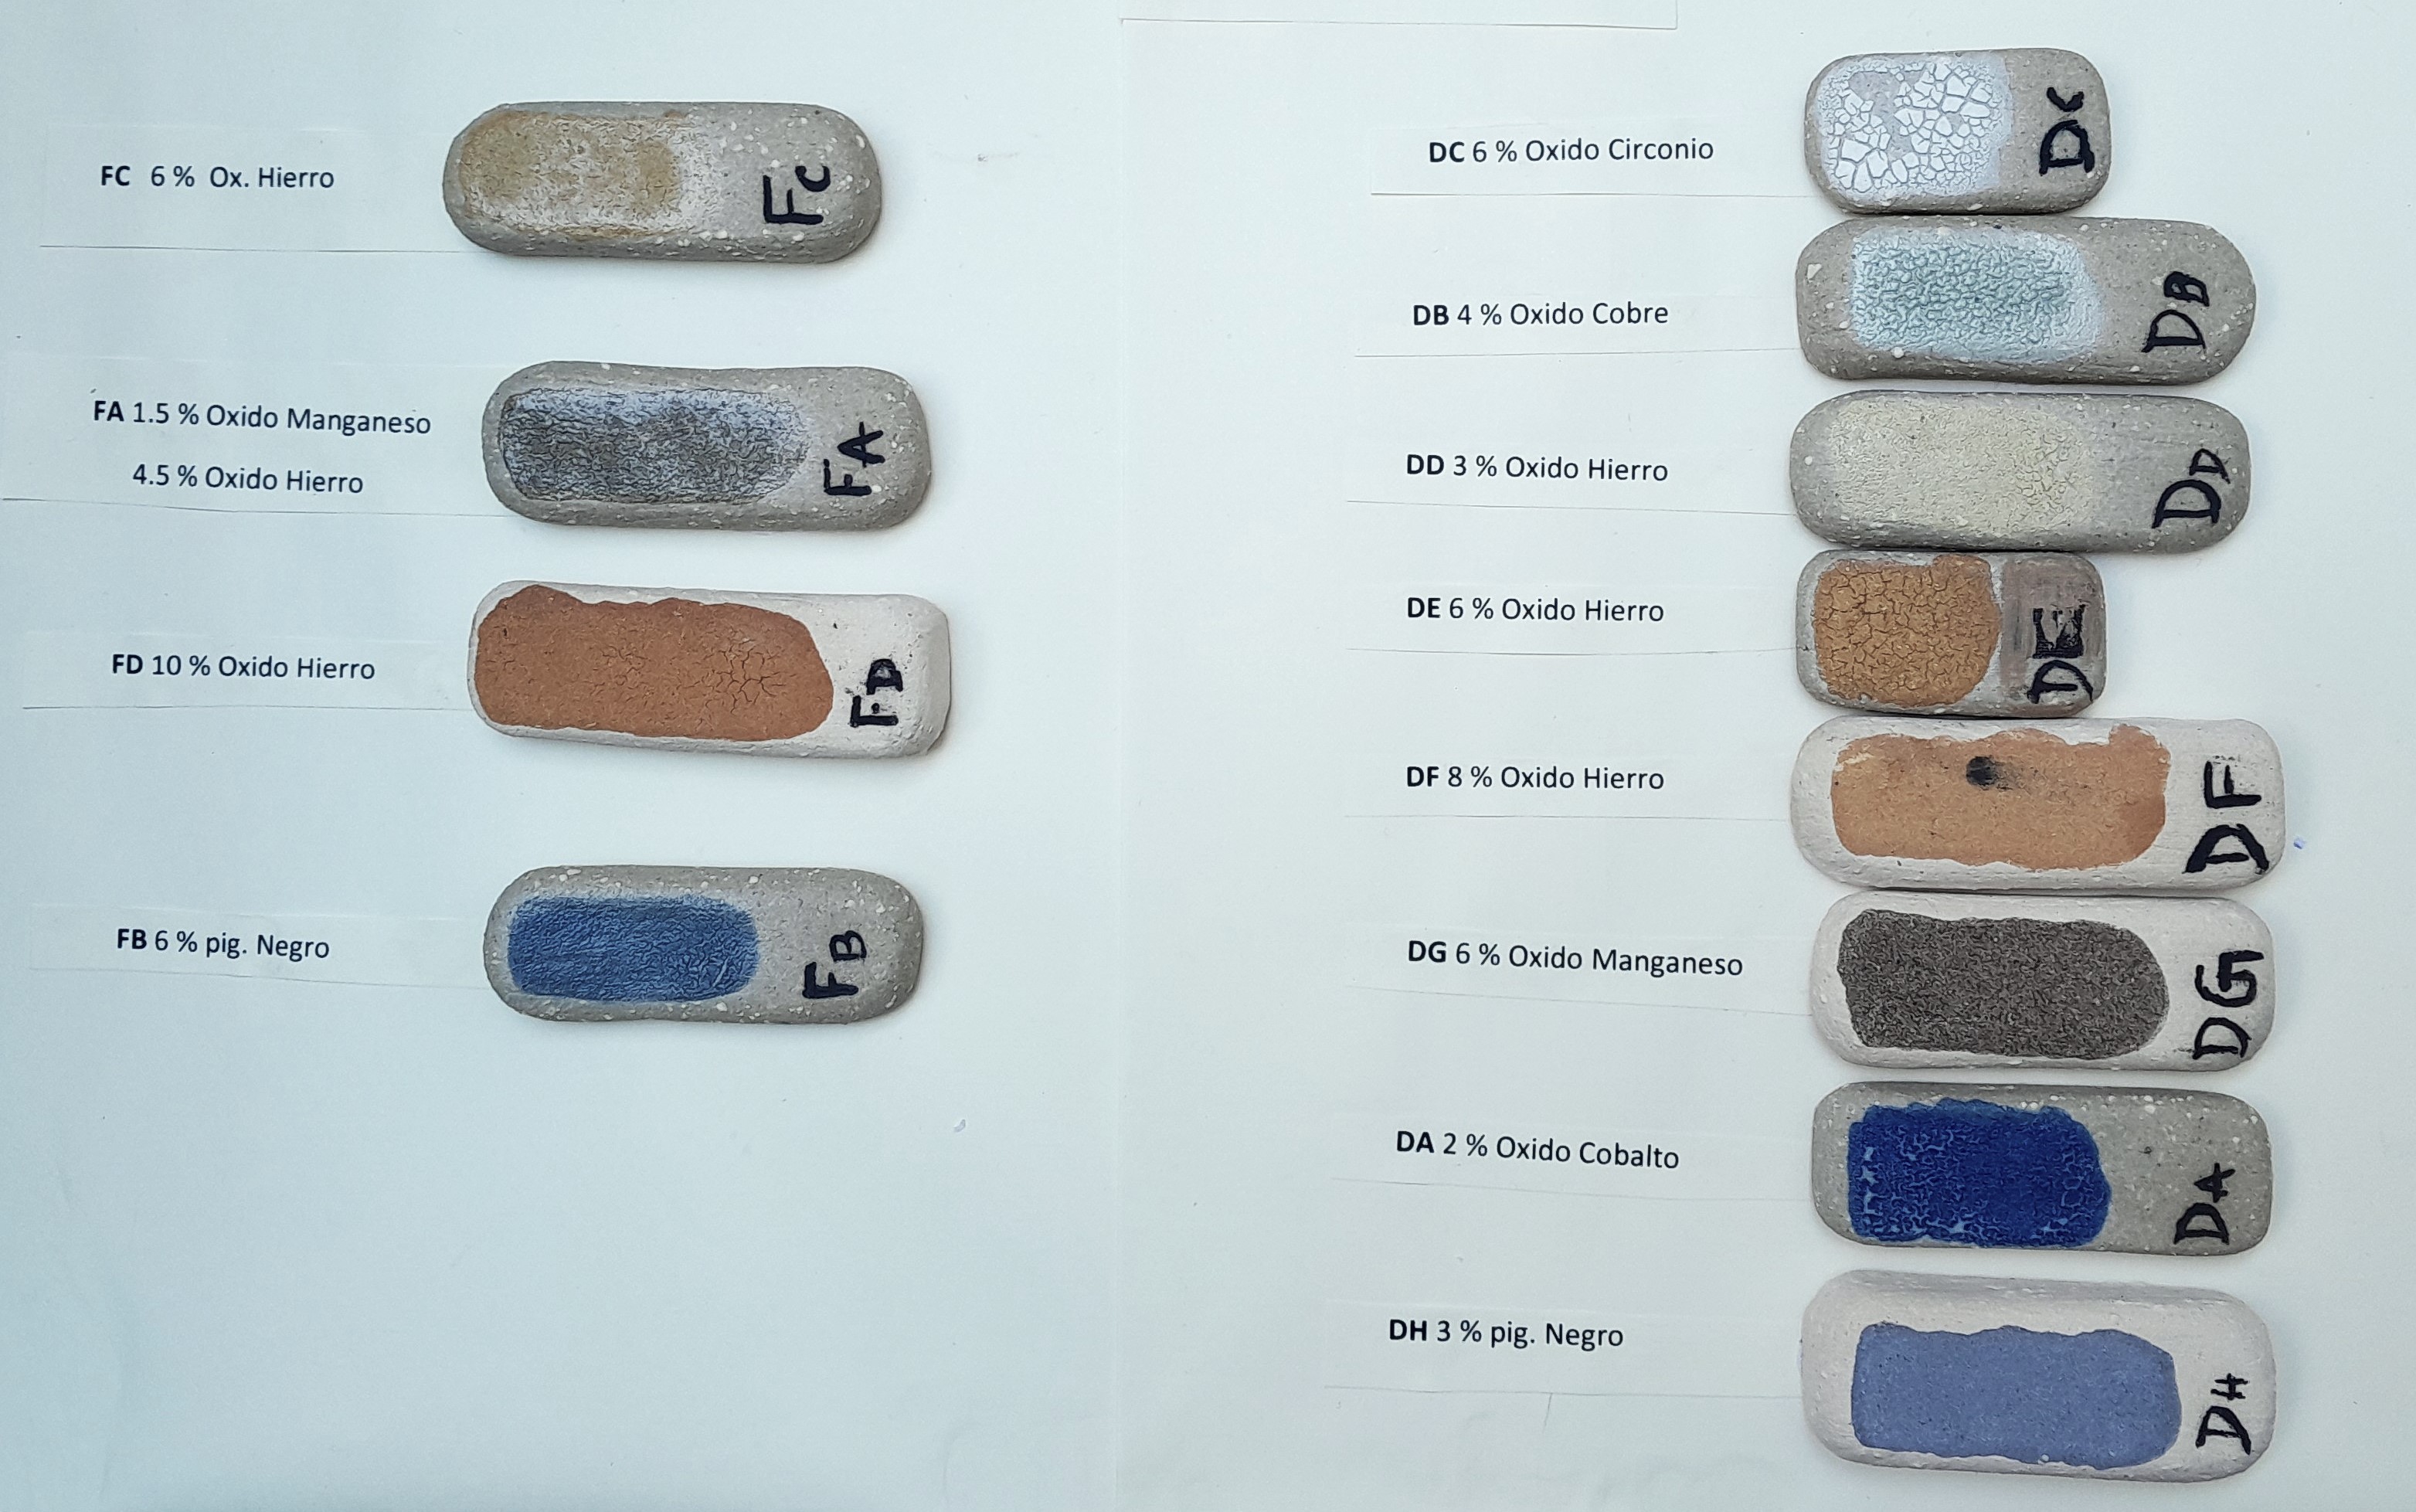 FC 6 % Ox. Hierro
FC
FA 1.5 % Oxido Manganeso
4.5 % Oxido Hierro
FA
FD 10 % Oxido Hierro
FD
FB 6 % pig. Negro
FB
DC 6 % Oxido Circonio
DC
DB 4 % Oxido Cobre
DB
DD 3 % Oxido Hierro
DD
DE 6 % Oxido Hierro
DE
DF 8 % Oxido Hierro
DF
DG 6 % Oxido Manganeso
DG
DA 2 % Oxido Cobalto
DA
DH 3 % pig. Negro
DH